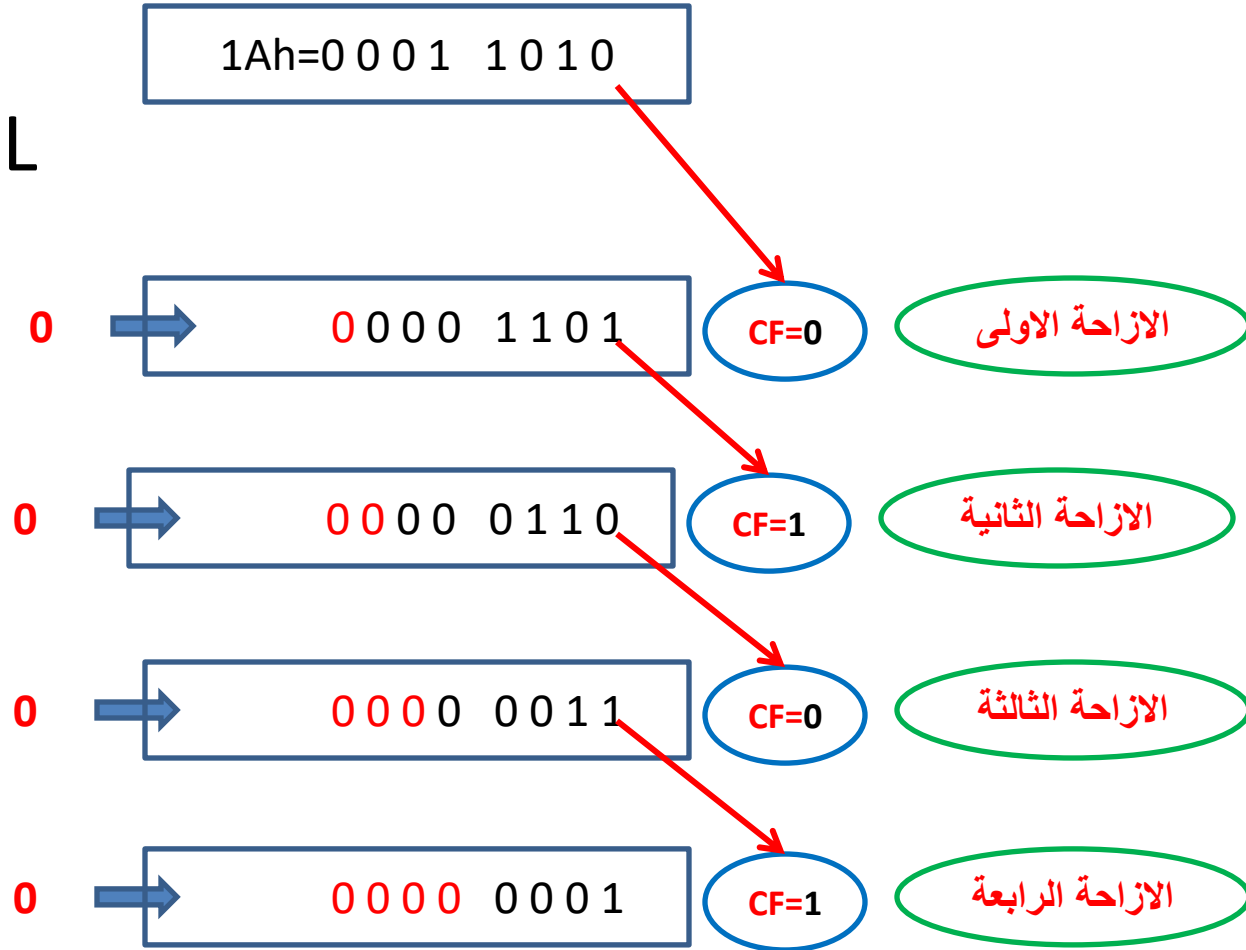 1Ah=0 0 0 1 1 0 1 0
L
0 0 0 0 0 1 1 0 1 CF=0 الازاحة الاولى
0 0 0 0 0 0 1 1 0 CF=1 الازاحة الثانية
0 0 0 0 0 0 0 1 1 CF=0 الازاحة الثالثة
0 0 0 0 0 0 0 0 1 CF=1 الازاحة الرابعة